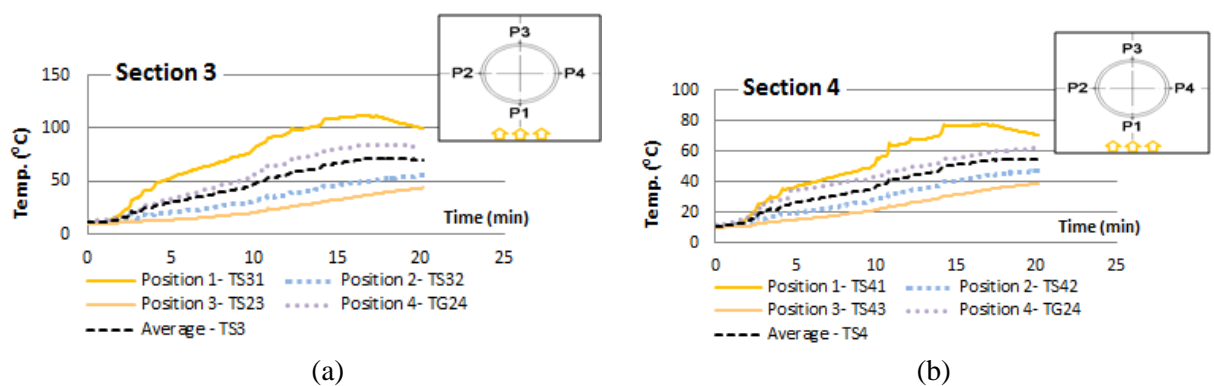 Section 3
P3
P2
P4
P1
Temp. (°C)
150
100
50
0
Time (min)
0 5 10 15 20 25
Position 1- TS31
Position 2- TS32
Position 3- TS23
Position 4- TG24
Average - TS3
(a)
Section 4
P3
P2
P4
P1
Temp. (°C)
100
80
60
40
20
0
Time (min)
0 5 10 15 20 25
Position 1- TS41
Position 2- TS42
Position 3- TS43
Position 4- TG24
Average - TS4
(b)